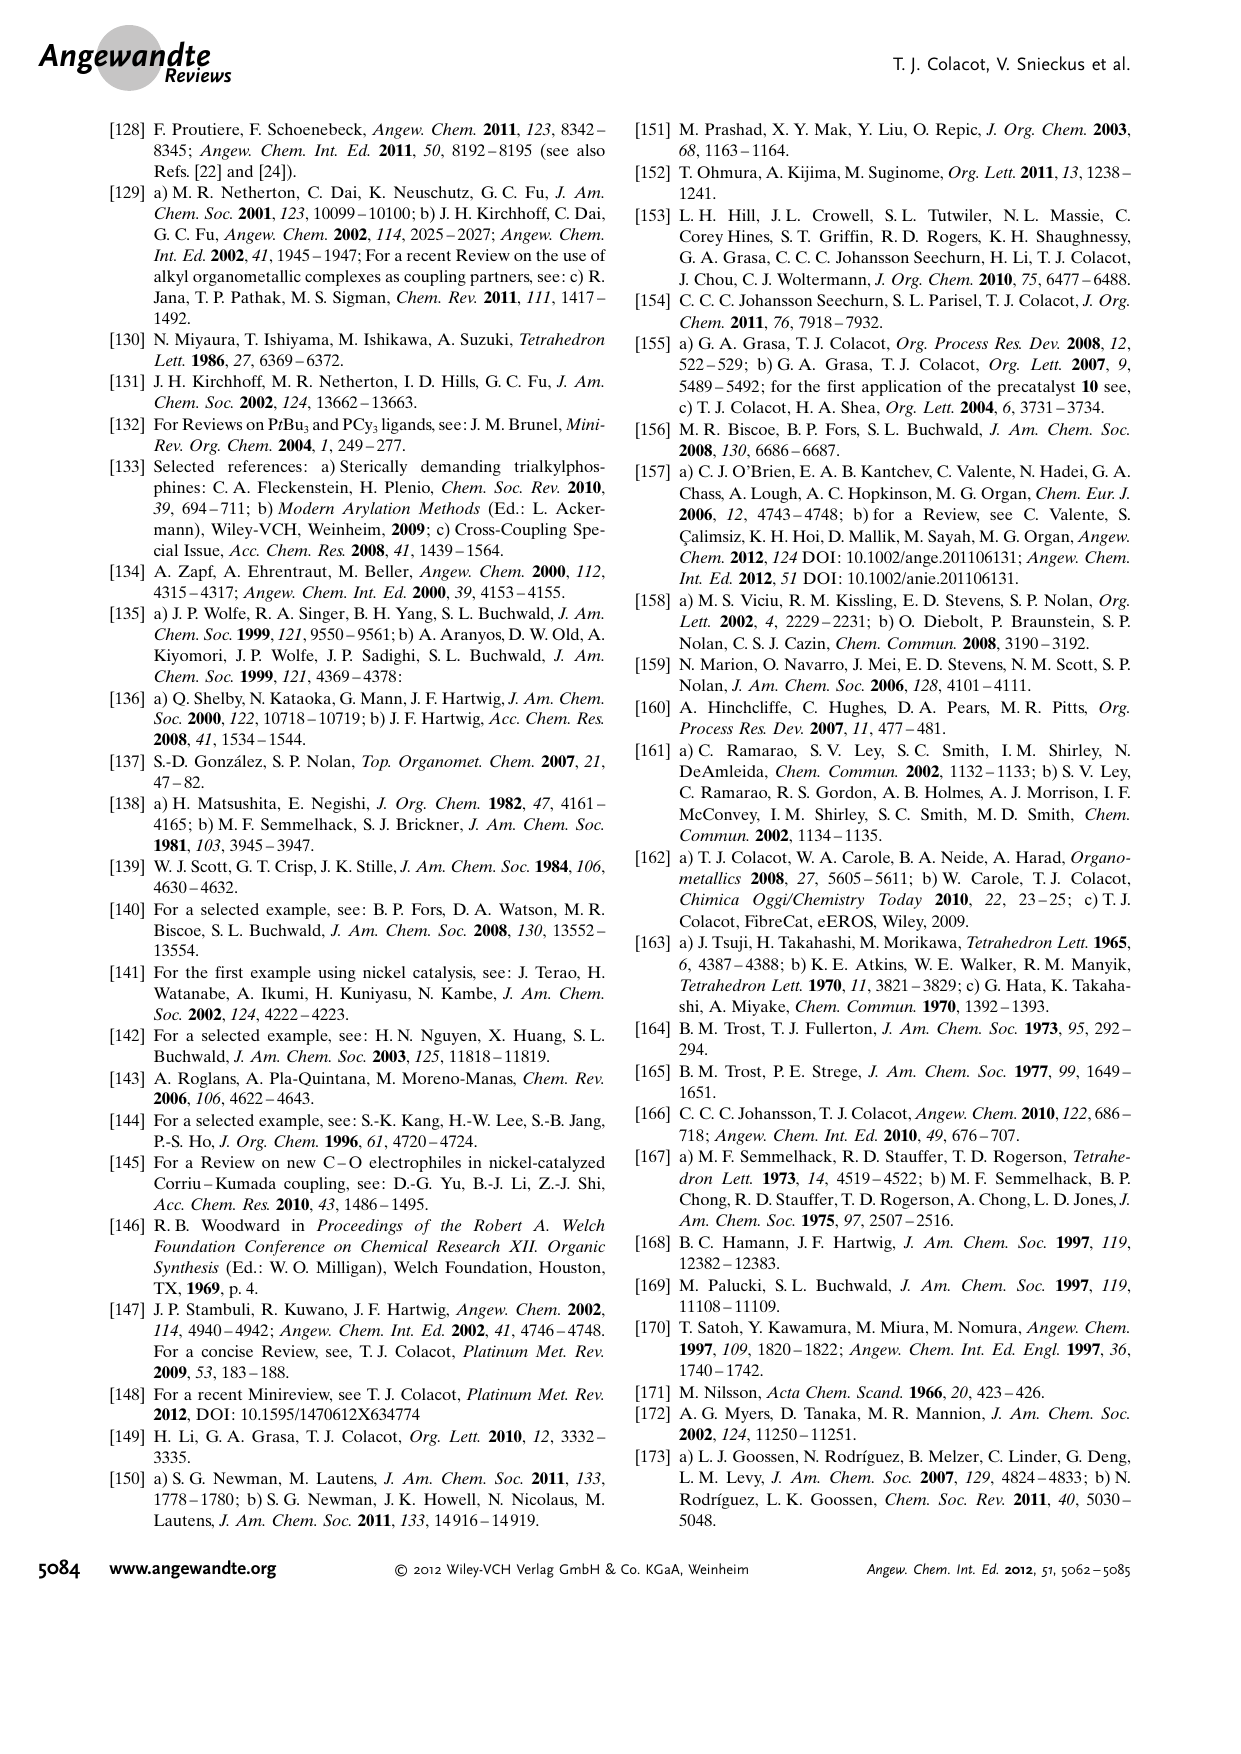 Angewandte
Reviews
T. J. Colacot, V. Snieckus et al.
[128] F. Proutiere, F. Schoenebeck, Angew. Chem. 2011, 123, 8342–
8345; Angew. Chem. Int. Ed. 2011, 50, 8192–8195 (see also
Refs. [22] and [24]).
[129] a) M. R. Netherton, C. Dai, K. Neuschutz, G. C. Fu, J. Am.
Chem. Soc. 2001, 123, 10099–10100; b) J. H. Kirchhoff, C. Dai,
G. C. Fu, Angew. Chem. 2002, 114, 2025–2027; Angew. Chem.
Int. Ed. 2002, 41, 1945–1947; For a recent Review on the use of
alkyl organometallic complexes as coupling partners, see: c) R.
Jana, T. P. Pathak, M. S. Sigman, Chem. Rev. 2011, 111, 1417–
1492.
[130] N. Miyaura, T. Ishiyama, M. Ishikawa, A. Suzuki, Tetrahedron
Lett. 1986, 27, 6369–6372.
[131] J. H. Kirchhoff, M. R. Netherton, I. D. Hills, G. C. Fu, J. Am.
Chem. Soc. 2002, 124, 13662–13663.
[132] For Reviews on PtBu3 and PCy3 ligands, see: J. M. Brunel, Mini-
Rev. Org. Chem. 2004, 1, 249–277.
[133] Selected references: a) Sterically demanding trialkylphos-
phines: C. A. Fleckenstein, H. Plenio, Chem. Soc. Rev. 2010,
39, 694–711; b) Modern Arylation Methods (Ed.: L. Acker-
mann), Wiley-VCH, Weinheim, 2009; c) Cross-Coupling Spe-
cial Issue, Acc. Chem. Res. 2008, 41, 1439–1564.
[134] A. Zapf, A. Ehrentraut, M. Beller, Angew. Chem. 2000, 112,
4315–4317; Angew. Chem. Int. Ed. 2000, 39, 4153–4155.
[135] a) J. P. Wolfe, R. A. Singer, B. H. Yang, S. L. Buchwald, J. Am.
Chem. Soc. 1999, 121, 9550–9561; b) A. Aranyos, D. W. Old, A.
Kiyomori, J. P. Wolfe, J. P. Sadighi, S. L. Buchwald, J. Am.
Chem. Soc. 1999, 121, 4369–4378:
[136] a) Q. Shelby, N. Kataoka, G. Mann, J. F. Hartwig, J. Am. Chem.
Soc. 2000, 122, 10718–10719; b) J. F. Hartwig, Acc. Chem. Res.
2008, 41, 1534–1544.
[137] S.-D. González, S. P. Nolan, Top. Organomet. Chem. 2007, 21,
47–82.
[138] a) H. Matsushita, E. Negishi, J. Org. Chem. 1982, 47, 4161–
4165; b) M. F. Semmelhack, S. J. Brickner, J. Am. Chem. Soc.
1981, 103, 3945–3947.
[139] W. J. Scott, G. T. Crisp, J. K. Stille, J. Am. Chem. Soc. 1984, 106,
4630–4632.
[140] For a selected example, see: B. P. Fors, D. A. Watson, M. R.
Biscoe, S. L. Buchwald, J. Am. Chem. Soc. 2008, 130, 13552–
13554.
[141] For the first example using nickel catalysis, see: J. Terao, H.
Watanabe, A. Ikumi, H. Kuniyasu, N. Kambe, J. Am. Chem.
Soc. 2002, 124, 4222–4223.
[142] For a selected example, see: H. N. Nguyen, X. Huang, S. L.
Buchwald, J. Am. Chem. Soc. 2003, 125, 11818–11819.
[143] A. Roglans, A. Pla-Quintana, M. Moreno-Manas, Chem. Rev.
2006, 106, 4622–4643.
[144] For a selected example, see: S.-K. Kang, H.-W. Lee, S.-B. Jang,
P.-S. Ho, J. Org. Chem. 1996, 61, 4720–4724.
[145] For a Review on new C–O electrophiles in nickel-catalyzed
Corriu–Kumada coupling, see: D.-G. Yu, B.-J. Li, Z.-J. Shi,
Acc. Chem. Res. 2010, 43, 1486–1495.
[146] R. B. Woodward in Proceedings of the Robert A. Welch
Foundation Conference on Chemical Research XII. Organic
Synthesis (Ed.: W. O. Milligan), Welch Foundation, Houston,
TX, 1969, p. 4.
[147] J. P. Stambuli, R. Kuwano, J. F. Hartwig, Angew. Chem. 2002,
114, 4940–4942; Angew. Chem. Int. Ed. 2002, 41, 4746–4748.
For a concise Review, see, T. J. Colacot, Platinum Met. Rev.
2009, 53, 183–188.
[148] For a recent Minireview, see T. J. Colacot, Platinum Met. Rev.
2012, DOI: 10.1595/1470612X634774
[149] H. Li, G. A. Grasa, T. J. Colacot, Org. Lett. 2010, 12, 3332–
3335.
[150] a) S. G. Newman, M. Lautens, J. Am. Chem. Soc. 2011, 133,
1778–1780; b) S. G. Newman, J. K. Howell, N. Nicolaus, M.
Lautens, J. Am. Chem. Soc. 2011, 133, 14916–14919.
[151] M. Prashad, X. Y. Mak, Y. Liu, O. Repic, J. Org. Chem. 2003,
68, 1163–1164.
[152] T. Ohmura, A. Kijima, M. Suginome, Org. Lett. 2011, 13, 1238–
1241.
[153] L. H. Hill, J. L. Crowell, S. L. Tutwiler, N. L. Massie, C.
Corey Hines, S. T. Griffin, R. D. Rogers, K. H. Shaughnessy,
G. A. Grasa, C. C. C. Johansson Seechurn, H. Li, T. J. Colacot,
J. Chou, C. J. Woltermann, J. Org. Chem. 2010, 75, 6477–6488.
[154] C. C. C. Johansson Seechurn, S. L. Parisel, T. J. Colacot, J. Org.
Chem. 2011, 76, 7918–7932.
[155] a) G. A. Grasa, T. J. Colacot, Org. Process Res. Dev. 2008, 12,
522–529; b) G. A. Grasa, T. J. Colacot, Org. Lett. 2007, 9,
5489–5492; for the first application of the precatalyst 10 see,
c) T. J. Colacot, H. A. Shea, Org. Lett. 2004, 6, 3731–3734.
[156] M. R. Biscoe, B. P. Fors, S. L. Buchwald, J. Am. Chem. Soc.
2008, 130, 6686–6687.
[157] a) C. J. O'Brien, E. A. B. Kantchev, C. Valente, N. Hadei, G. A.
Chass, A. Lough, A. C. Hopkinson, M. G. Organ, Chem. Eur. J.
2006, 12, 4743–4748; b) for a Review, see C. Valente, S.
Çalimsiz, K. H. Hoi, D. Mallik, M. Sayah, M. G. Organ, Angew.
Chem. 2012, 124 DOI: 10.1002/ange.201106131; Angew. Chem.
Int. Ed. 2012, 51 DOI: 10.1002/anie.201106131.
[158] a) M. S. Viciu, R. M. Kissling, E. D. Stevens, S. P. Nolan, Org.
Lett. 2002, 4, 2229–2231; b) O. Diebolt, P. Braunstein, S. P.
Nolan, C. S. J. Cazin, Chem. Commun. 2008, 3190–3192.
[159] N. Marion, O. Navarro, J. Mei, E. D. Stevens, N. M. Scott, S. P.
Nolan, J. Am. Chem. Soc. 2006, 128, 4101–4111.
[160] A. Hinchcliffe, C. Hughes, D. A. Pears, M. R. Pitts, Org.
Process Res. Dev. 2007, 11, 477–481.
[161] a) C. Ramarao, S. V. Ley, S. C. Smith, I. M. Shirley, N.
DeAmleida, Chem. Commun. 2002, 1132–1133; b) S. V. Ley,
C. Ramarao, R. S. Gordon, A. B. Holmes, A. J. Morrison, I. F.
McConvey, I. M. Shirley, S. C. Smith, M. D. Smith, Chem.
Commun. 2002, 1134–1135.
[162] a) T. J. Colacot, W. A. Carole, B. A. Neide, A. Harad, Organo-
metallics 2008, 27, 5605–5611; b) W. Carole, T. J. Colacot,
Chimica Oggi/Chemistry Today 2010, 22, 23–25; c) T. J.
Colacot, FibreCat, eEROS, Wiley, 2009.
[163] a) J. Tsuji, H. Takahashi, M. Morikawa, Tetrahedron Lett. 1965,
6, 4387–4388; b) K. E. Atkins, W. E. Walker, R. M. Manyik,
Tetrahedron Lett. 1970, 11, 3821–3829; c) G. Hata, K. Takaha-
shi, A. Miyake, Chem. Commun. 1970, 1392–1393.
[164] B. M. Trost, T. J. Fullerton, J. Am. Chem. Soc. 1973, 95, 292–
294.
[165] B. M. Trost, P. E. Strege, J. Am. Chem. Soc. 1977, 99, 1649–
1651.
[166] C. C. C. Johansson, T. J. Colacot, Angew. Chem. 2010, 122, 686–
718; Angew. Chem. Int. Ed. 2010, 49, 676–707.
[167] a) M. F. Semmelhack, R. D. Stauffer, T. D. Rogerson, Tetrahe-
dron Lett. 1973, 14, 4519–4522; b) M. F. Semmelhack, B. P.
Chong, R. D. Stauffer, T. D. Rogerson, A. Chong, L. D. Jones, J.
Am. Chem. Soc. 1975, 97, 2507–2516.
[168] B. C. Hamann, J. F. Hartwig, J. Am. Chem. Soc. 1997, 119,
12382–12383.
[169] M. Palucki, S. L. Buchwald, J. Am. Chem. Soc. 1997, 119,
11108–11109.
[170] T. Satoh, Y. Kawamura, M. Miura, M. Nomura, Angew. Chem.
1997, 109, 1820–1822; Angew. Chem. Int. Ed. Engl. 1997, 36,
1740–1742.
[171] M. Nilsson, Acta Chem. Scand. 1966, 20, 423–426.
[172] A. G. Myers, D. Tanaka, M. R. Mannion, J. Am. Chem. Soc.
2002, 124, 11250–11251.
[173] a) L. J. Goossen, N. Rodríguez, B. Melzer, C. Linder, G. Deng,
L. M. Levy, J. Am. Chem. Soc. 2007, 129, 4824–4833; b) N.
Rodríguez, L. K. Goossen, Chem. Soc. Rev. 2011, 40, 5030–
5048.
5084 www.angewandte.org © 2012 Wiley-VCH Verlag GmbH & Co. KGaA, Weinheim Angew. Chem. Int. Ed. 2012, 51, 5062–5085